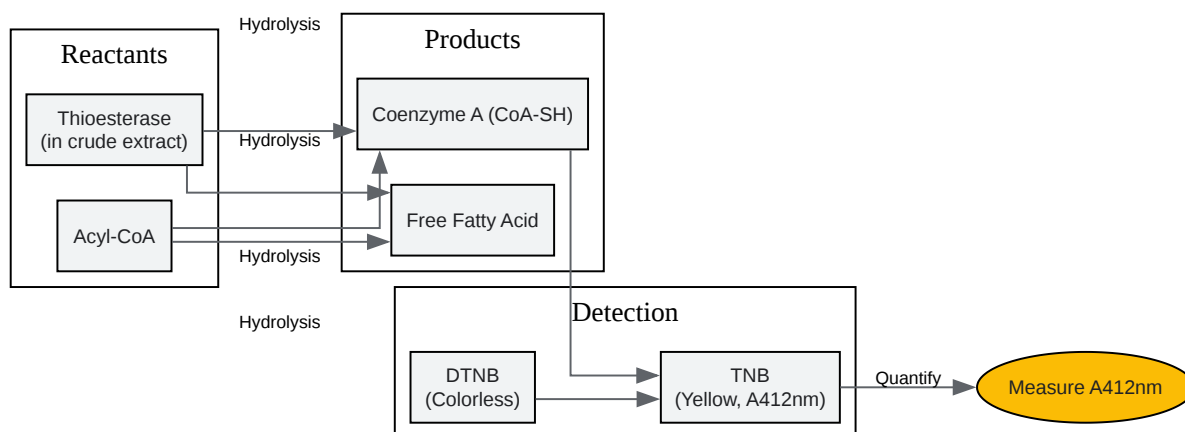 Hydrolysis
Reactants
Products
Thioesterase
(in crude extract)
Coenzyme A (CoA-SH)
Hydrolysis
Acyl-CoA
Free Fatty Acid
Hydrolysis
Hydrolysis
Detection
DTNB
(Colorless)
TNB
(Yellow, A412nm)
Quantify
Measure A412nm